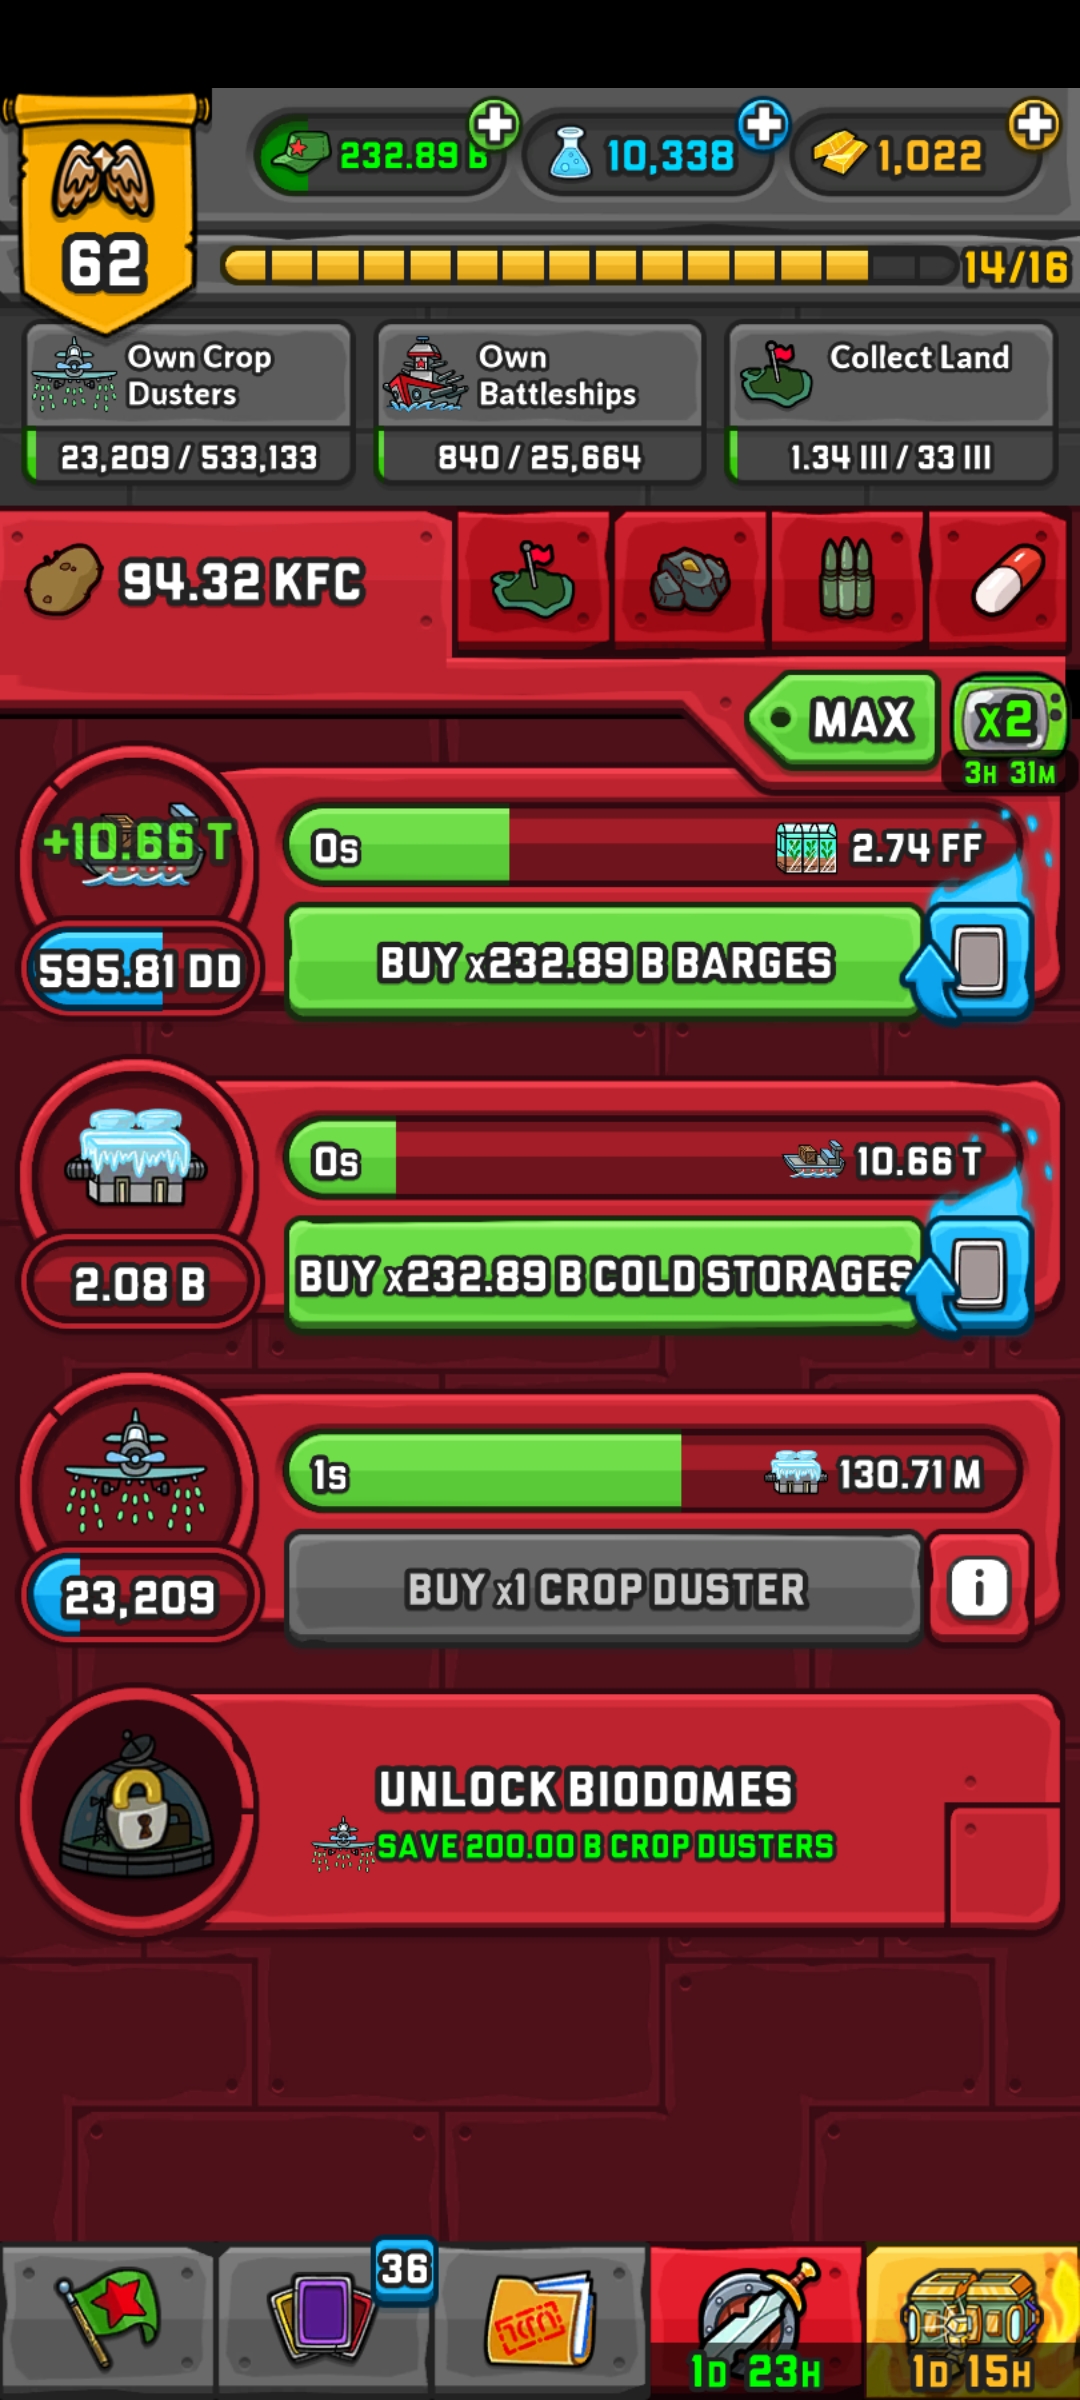 232.89 B
10,338
1,022
62
14/16
Own Crop
Dusters
23,209 / 533,133
Own
Battleships
840 / 25,664
Collect Land
1.34 III / 33 III
94.32 KFC
MAX
x2
3H 31M
+10.66 T
0s
2.74 FF
595.81 DD
BUY x232.89 B BARGES
0s
10.66 T
2.08 B
BUY x232.89 B COLD STORAGES
1s
130.71 M
23,209
BUY x1 CROP DUSTER
i
UNLOCK BIODOMES
SAVE 200.00 B CROP DUSTERS
36
1D 23H
1D 15H